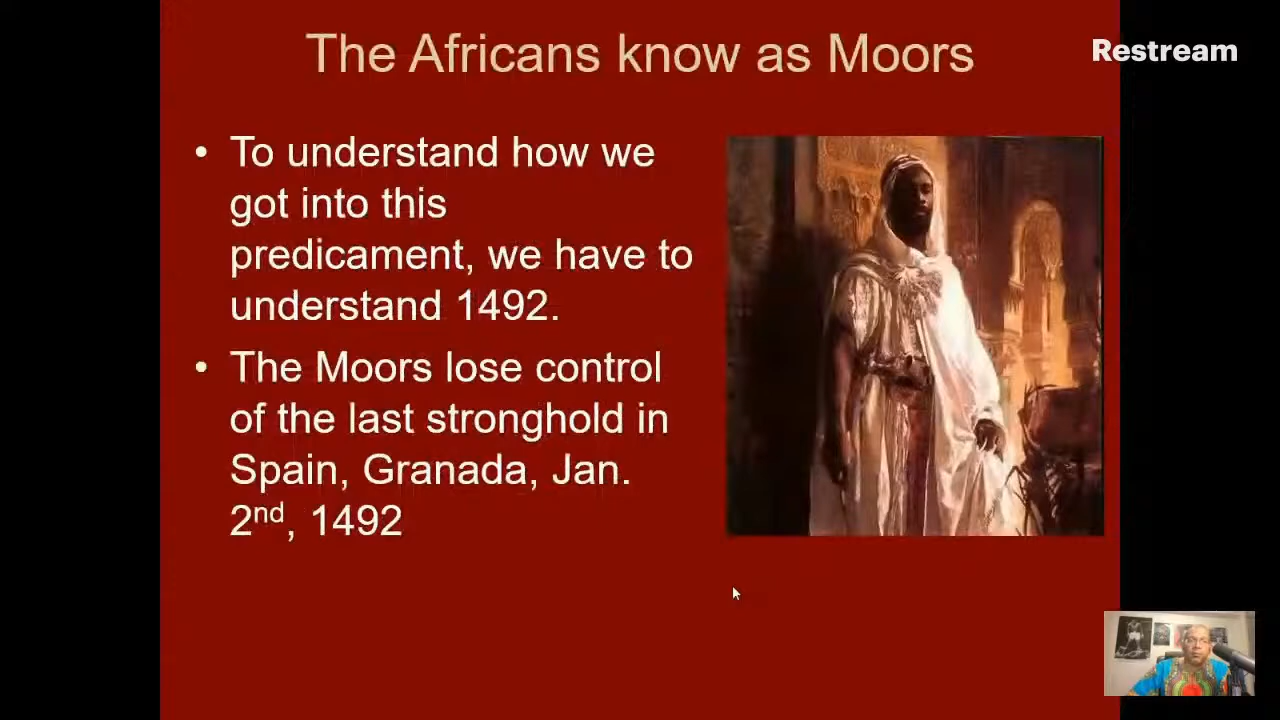 The Africans know as Moors
Restream
• To understand how we
got into this
predicament, we have to
understand 1492.
• The Moors lose control
of the last stronghold in
Spain, Granada, Jan.
2nd, 1492